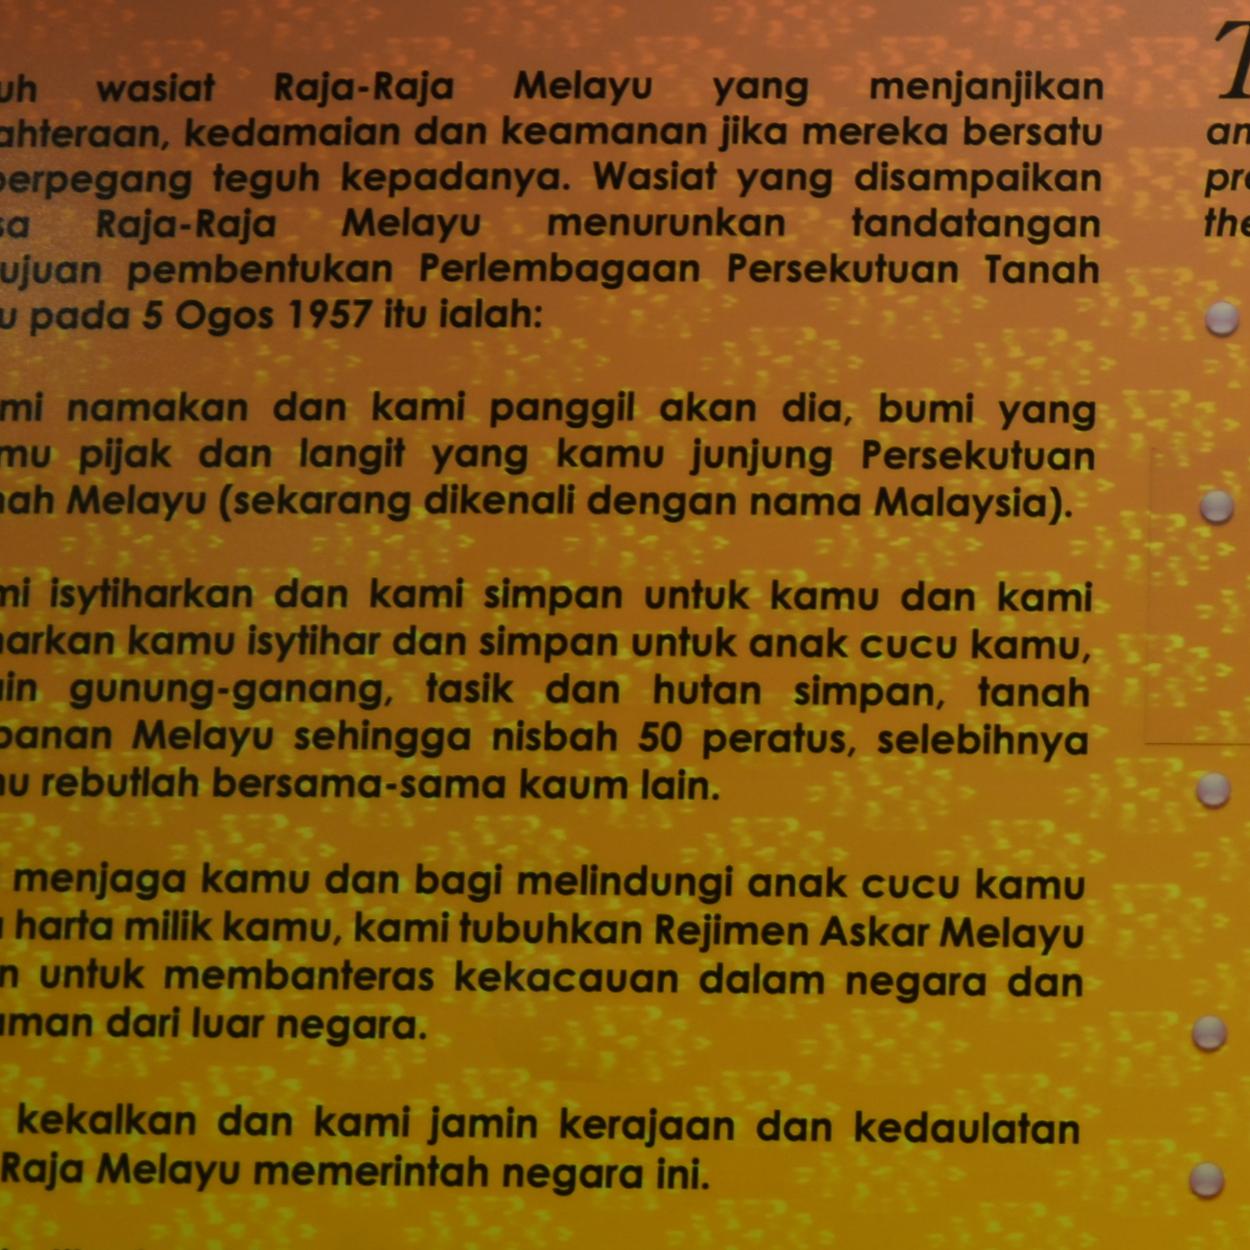 uh wasiat Raja-Raja Melayu yang menjanjikan
ahteraan, kedamaian dan keamanan jika mereka bersatu
berpegang teguh kepadanya. Wasiat yang disampaikan
sa Raja-Raja Melayu menurunkan tandatangan
ujuan pembentukan Perlembagaan Persekutuan Tanah
u pada 5 Ogos 1957 itu ialah:
mi namakan dan kami panggil akan dia, bumi yang
mu pijak dan langit yang kamu junjung Persekutuan
nah Melayu (sekarang dikenali dengan nama Malaysia).
mi isytiharkan dan kami simpan untuk kamu dan kami
harkan kamu isytihar dan simpan untuk anak cucu kamu,
ain gunung-ganang, tasik dan hutan simpan, tanah
panan Melayu sehingga nisbah 50 peratus, selebihnya
mu rebutlah bersama-sama kaum lain.
menjaga kamu dan bagi melindungi anak cucu kamu
harta milik kamu, kami tubuhkan Rejimen Askar Melayu
n untuk membanteras kekacauan dalam negara dan
aman dari luar negara.
kekalkan dan kami jamin kerajaan dan kedaulatan
Raja Melayu memerintah negara ini.
T
an
pro
the